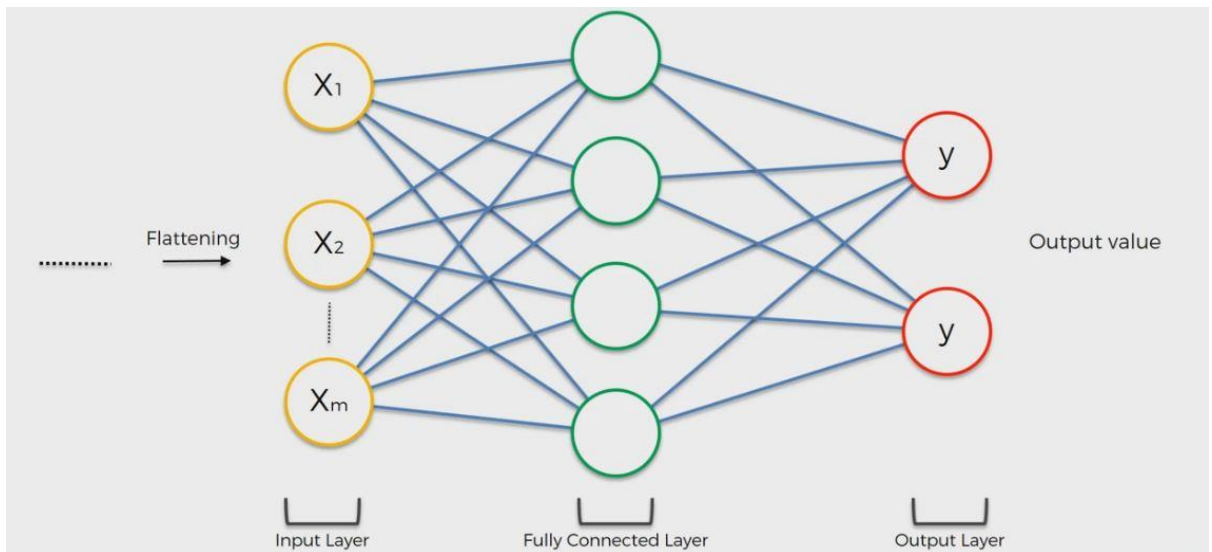 X₁
y
Flattening
X₂
Output value
y
Xₘ
Input Layer
Fully Connected Layer
Output Layer